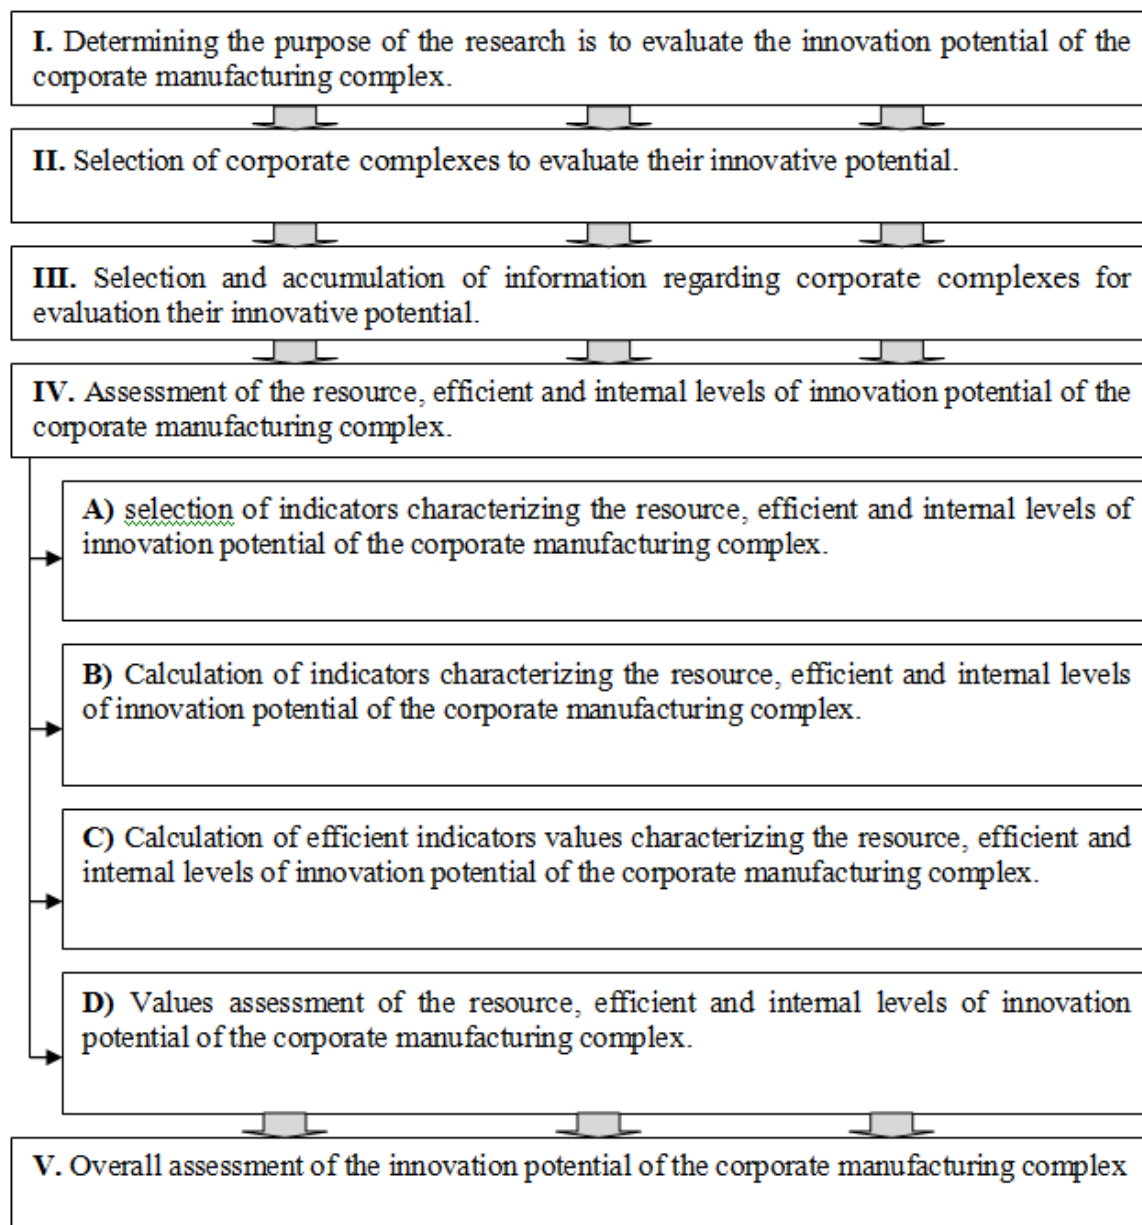 I. Determining the purpose of the research is to evaluate the innovation potential of the
corporate manufacturing complex.
II. Selection of corporate complexes to evaluate their innovative potential.
III. Selection and accumulation of information regarding corporate complexes for
evaluation their innovative potential.
IV. Assessment of the resource, efficient and internal levels of innovation potential of the
corporate manufacturing complex.
A) selection of indicators characterizing the resource, efficient and internal levels of
innovation potential of the corporate manufacturing complex.
B) Calculation of indicators characterizing the resource, efficient and internal levels
of innovation potential of the corporate manufacturing complex.
C) Calculation of efficient indicators values characterizing the resource, efficient and
internal levels of innovation potential of the corporate manufacturing complex.
D) Values assessment of the resource, efficient and internal levels of innovation
potential of the corporate manufacturing complex.
V. Overall assessment of the innovation potential of the corporate manufacturing complex